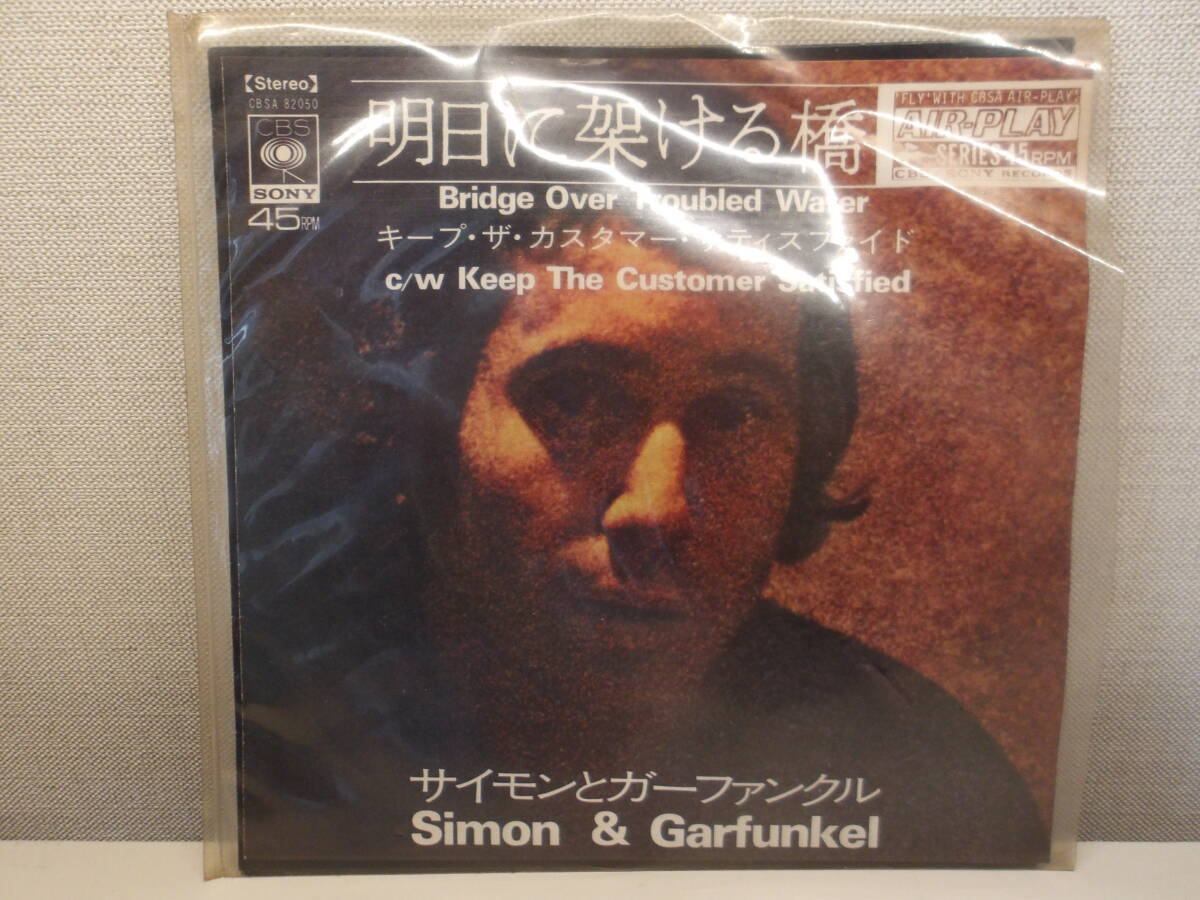 【Stereo】
CBSA 82050
CBS
SONY
45RPM
明日に架ける橋
"FLY" WITH CBSA AIR-PLAY"
AIR-PLAY
SERIES 45 RPM
CBS SONY RECORDS
Bridge Over Troubled Water
キープ・ザ・カスタマー・サティスファイド
c/w Keep The Customer Satisfied
サイモンとガーファンクル
Simon & Garfunkel